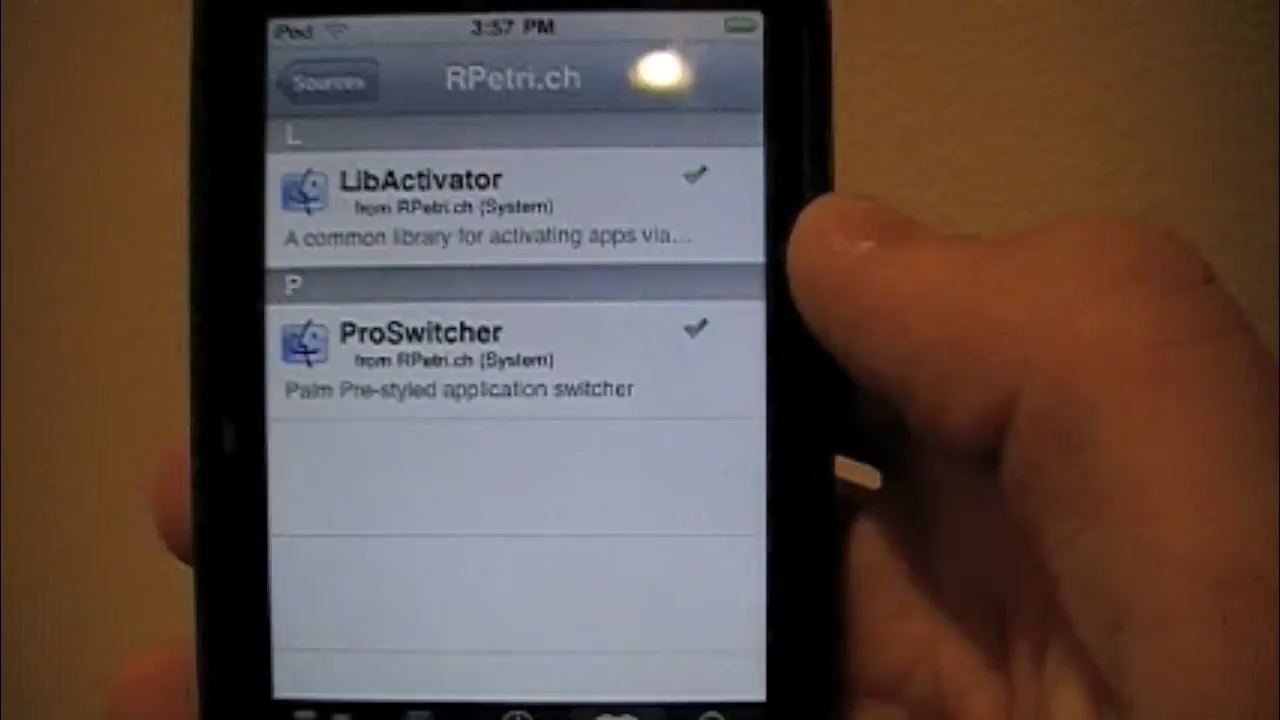 iPod 3:57 PM
Sources RPetri.ch
L
LibActivator
from RPetri.ch (System)
A common library for activating apps via...
P
ProSwitcher
from RPetri.ch (System)
Palm Pre-styled application switcher